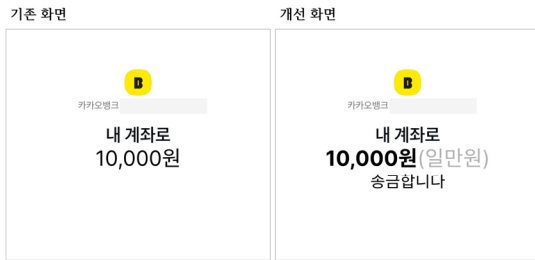 기존 화면
B
카카오뱅크
내 계좌로
10,000원
개선 화면
B
카카오뱅크
내 계좌로
10,000원(일만원)
송금합니다